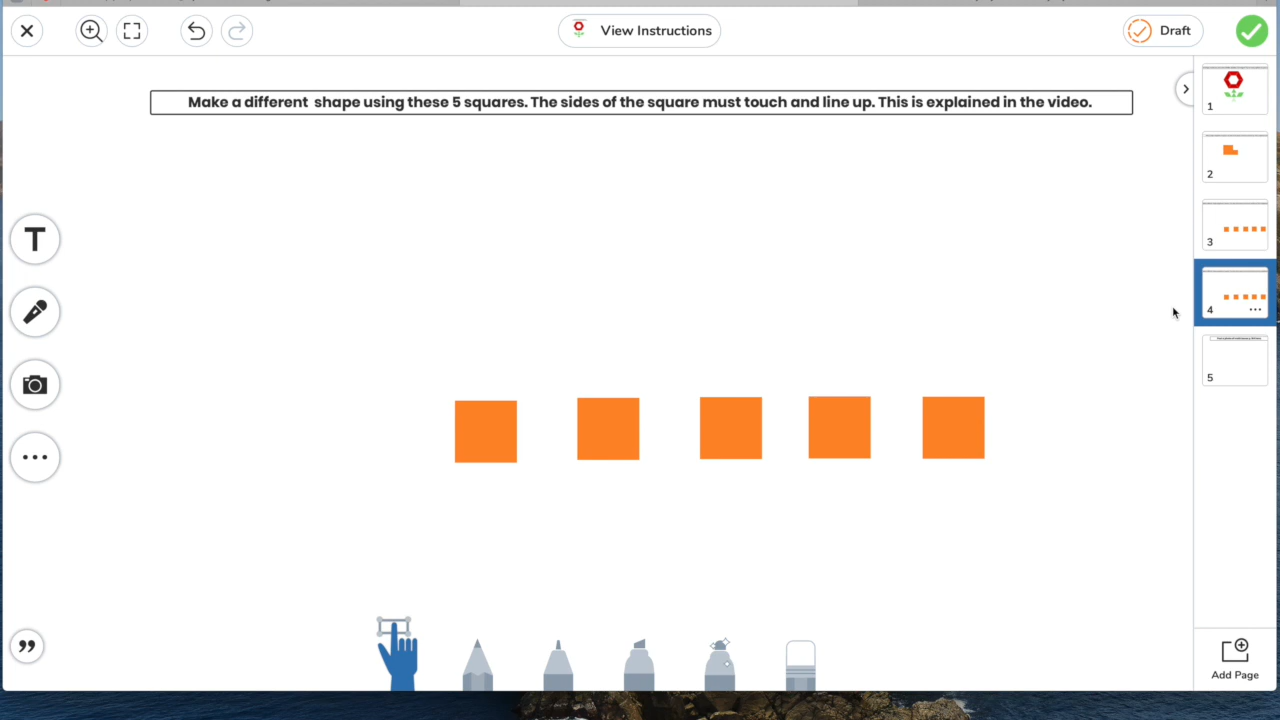 View Instructions
Draft
Make a different shape using these 5 squares. The sides of the square must touch and line up. This is explained in the video.
1
2
3
4
5
T
Add Page